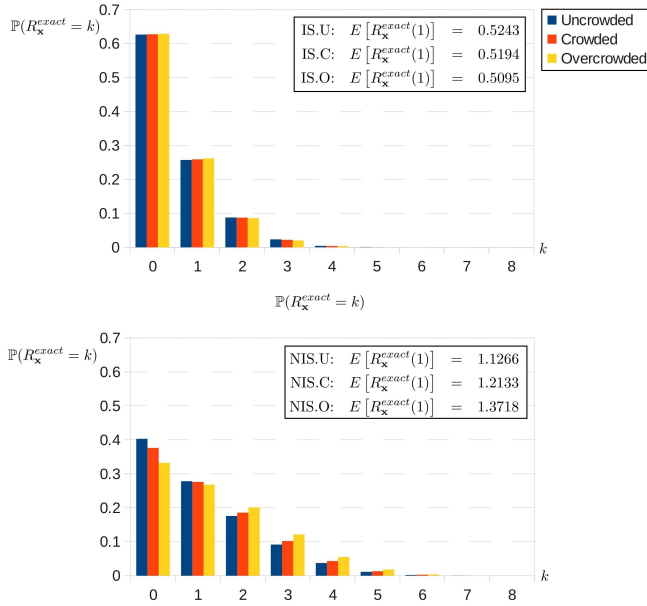 ℙ(R_𝐱^{exact} = k)
0.7
0.6
0.5
0.4
0.3
0.2
0.1
0
IS.U: E [R_𝐱^{exact}(1)] = 0.5243
IS.C: E [R_𝐱^{exact}(1)] = 0.5194
IS.O: E [R_𝐱^{exact}(1)] = 0.5095
Uncrowded
Crowded
Overcrowded
0 1 2 3 4 5 6 7 8
k
ℙ(R_𝐱^{exact} = k)
ℙ(R_𝐱^{exact} = k)
0.7
0.6
0.5
0.4
0.3
0.2
0.1
0
NIS.U: E [R_𝐱^{exact}(1)] = 1.1266
NIS.C: E [R_𝐱^{exact}(1)] = 1.2133
NIS.O: E [R_𝐱^{exact}(1)] = 1.3718
0 1 2 3 4 5 6 7 8
k